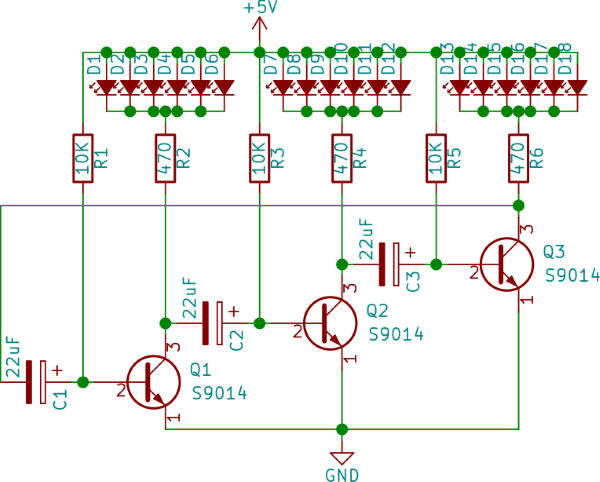 +5V
D1
D2
D3
D4
D5
D6
D7
D8
D9
D10
D11
D12
D13
D14
D15
D16
D17
D18
10K
R1
470
R2
10K
R3
470
R4
10K
R5
470
R6
22uF
+
C3
2
3
1
Q3
S9014
22uF
+
C2
2
3
1
Q2
S9014
22uF
+
C1
2
3
1
Q1
S9014
GND